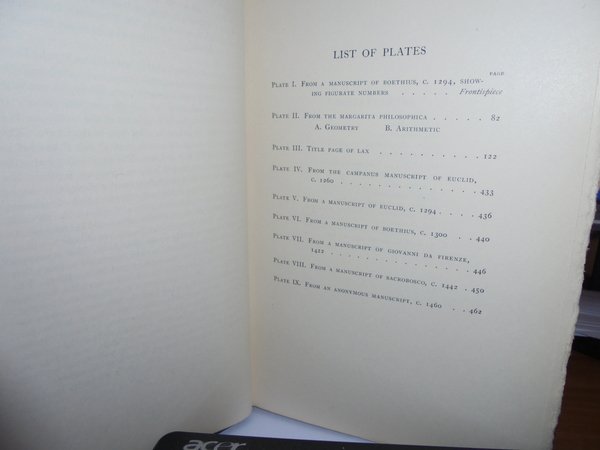 LIST OF PLATES
PAGE
PLATE I. FROM A MANUSCRIPT OF BOETHIUS, C. 1294, SHOW-
ING FIGURATE NUMBERS . . . . . Frontispiece
PLATE II. FROM THE MARGARITA PHILOSOPHICA . . . . . 82
A. GEOMETRY B. ARITHMETIC
PLATE III. TITLE PAGE OF LAX . . . . . . . . . . 122
PLATE IV. FROM THE CAMPANUS MANUSCRIPT OF EUCLID,
C. 1260 . . . . . . . . . . . . . . 433
PLATE V. FROM A MANUSCRIPT OF EUCLID, C. 1294 . . . . 436
PLATE VI. FROM A MANUSCRIPT OF BOETHIUS, C. 1300 . . 440
PLATE VII. FROM A MANUSCRIPT OF GIOVANNI DA FIRENZE,
1422 . . . . . . . . . . . . . . . 446
PLATE VIII. FROM A MANUSCRIPT OF SACROBOSCO, C. 1442 . 450
PLATE IX. FROM AN ANONYMOUS MANUSCRIPT, C. 1460 . . 462
acer